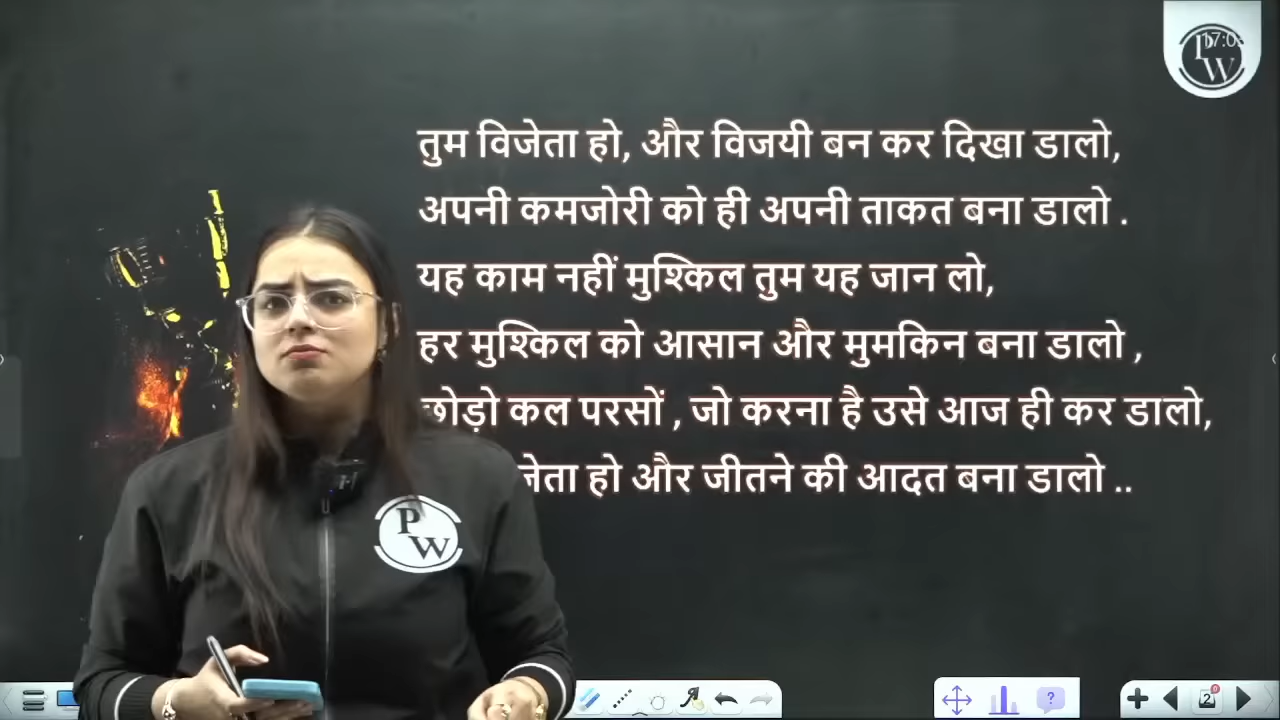 तुम विजेता हो, और विजयी बन कर दिखा डालो,
अपनी कमजोरी को ही अपनी ताकत बना डालो .
यह काम नहीं मुश्किल तुम यह जान लो,
हर मुश्किल को आसान और मुमकिन बना डालो ,
छोड़ो कल परसों , जो करना है उसे आज ही कर डालो,
हो और जीतने की आदत बना डालो ..
PW
PW
2